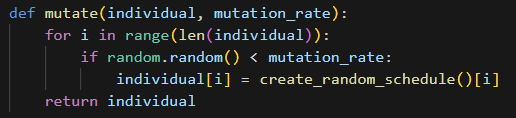 def mutate(individual, mutation_rate):
    for i in range(len(individual)):
        if random.random() < mutation_rate:
            individual[i] = create_random_schedule()[i]
    return individual